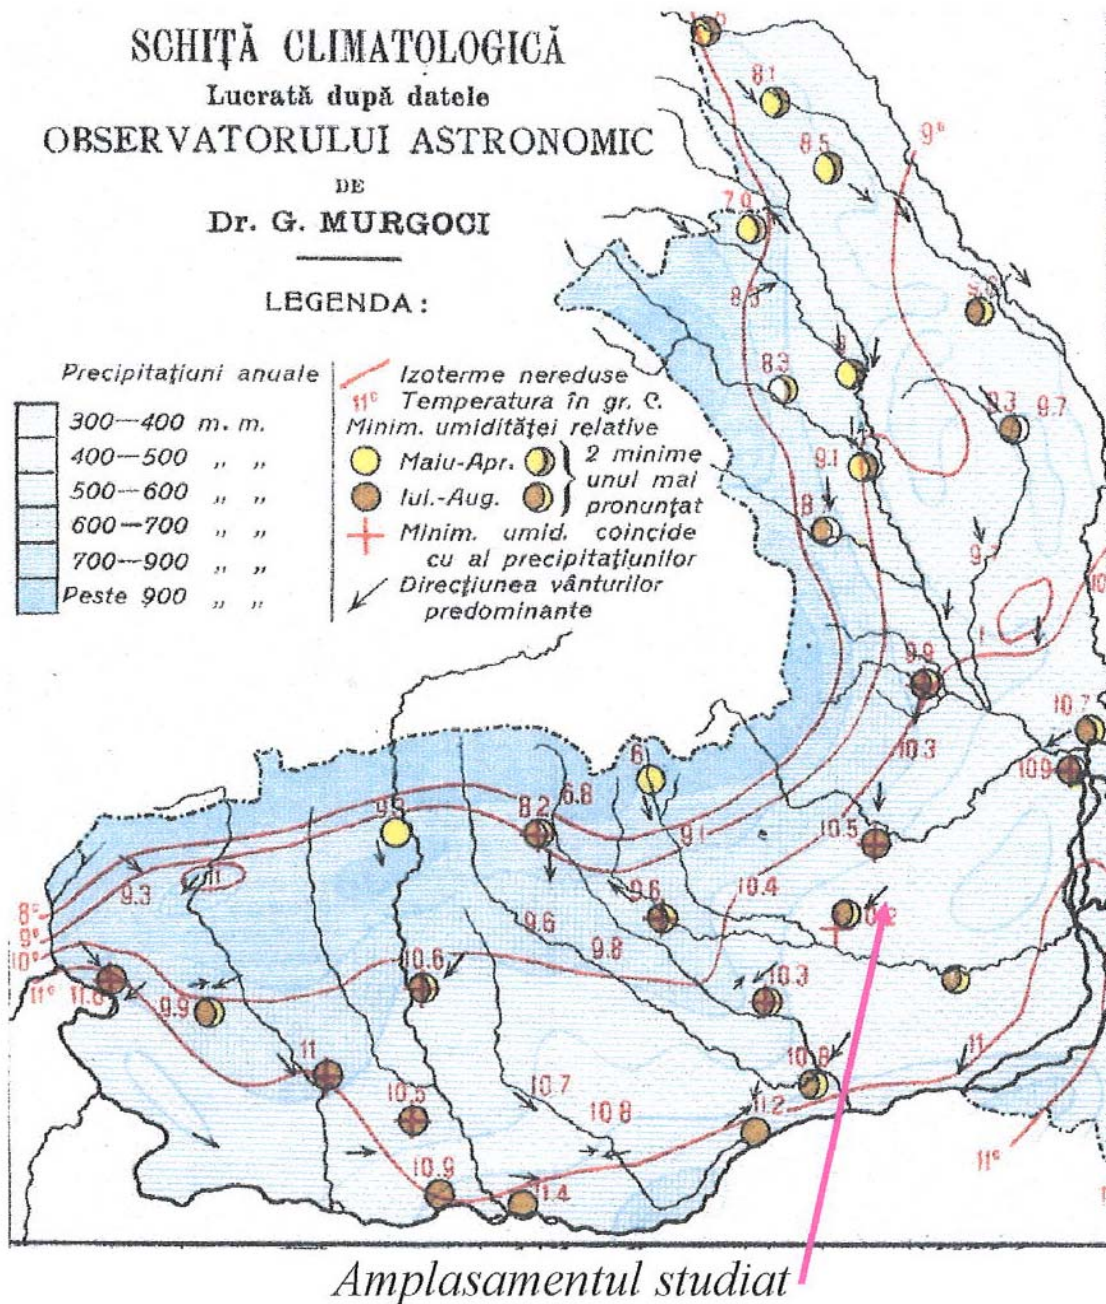 SCHIȚĂ CLIMATOLOGICĂ
Lucrată după datele
OBSERVATORULUI ASTRONOMIC
DE
Dr. G. MURGOCI
LEGENDA:
Precipitațiuni anuale
300—400 m. m.
400—500 „ „
500—600 „ „
600—700 „ „
700—900 „ „
Peste 900 „ „
Izoterme nereduse
11° Temperatura în gr. C.
Minim. umidităței relative
Maiu-Apr.
Iul.-Aug.
2 minime
unul mai
pronunțat
Minim. umid. coincide
cu al precipitațiunilor
Direcțiunea vânturilor
predominante
8.1
9°
8.5
7.9
8.3
9.3
9.7
9.1
8
9.9
10.7
10.3
109
6
6.8
8.2
9.1
10.5
11
9.3
10.4
9.6
9.6
8°
9°
9.8
10°
10.6
10.3
11°
9.9
10.8
11
11
10.7
10.5
10.8
11.2
11°
10.9
11.4
Amplasamentul studiat